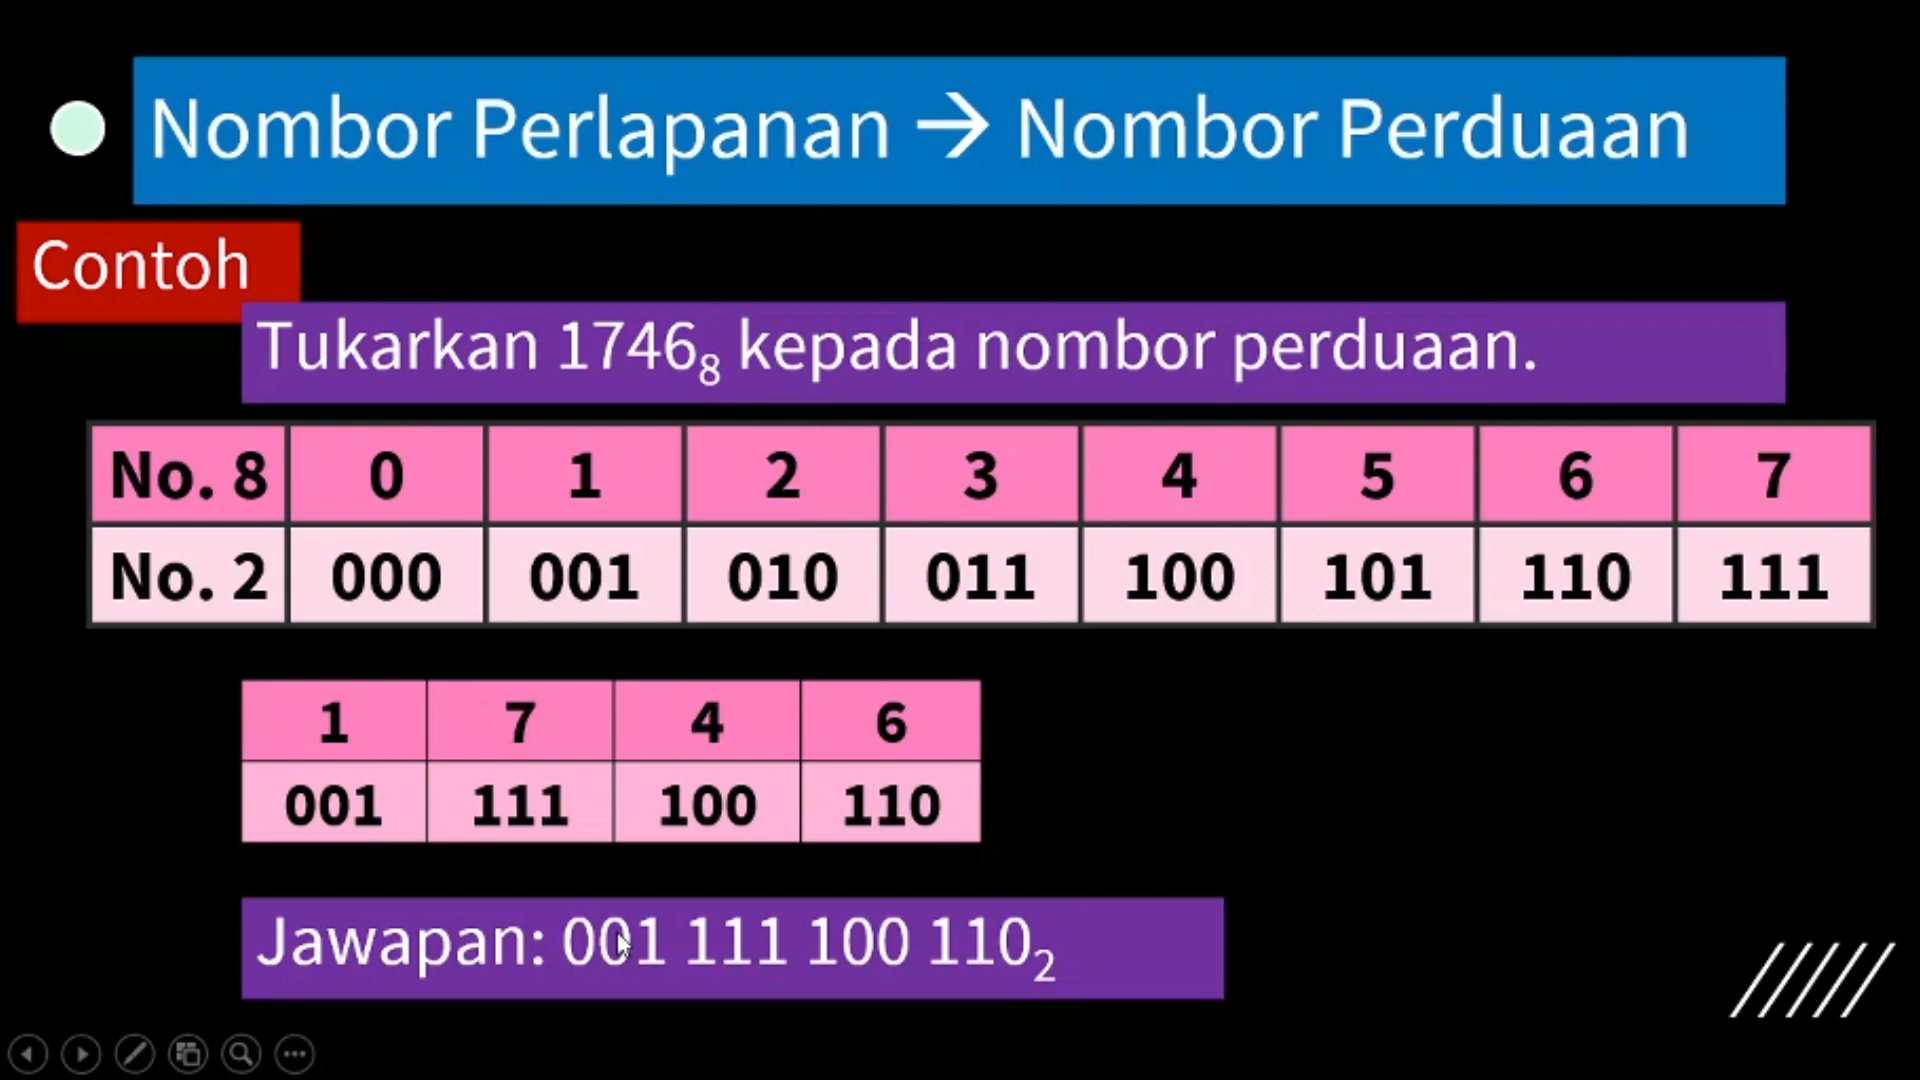 Nombor Perlapanan → Nombor Perduaan
Contoh
Tukarkan 1746₈ kepada nombor perduaan.
No. 8 0 1 2 3 4 5 6 7
No. 2 000 001 010 011 100 101 110 111
1 7 4 6
001 111 100 110
Jawapan: 001 111 100 110₂